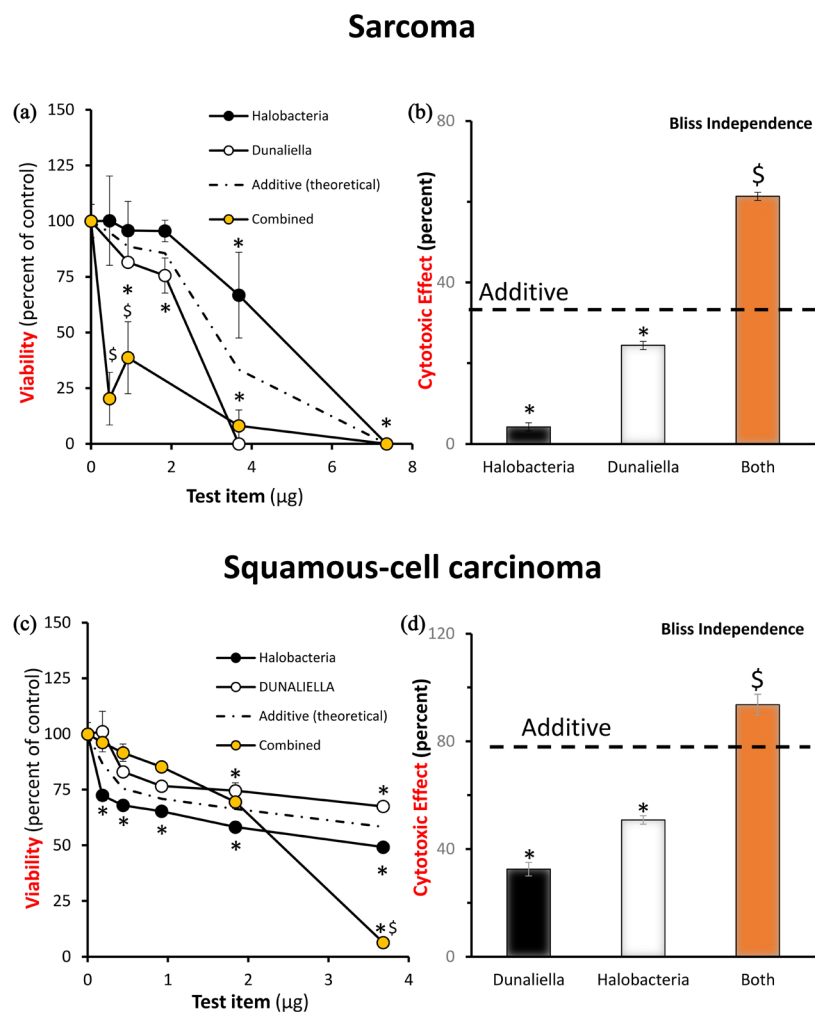 Sarcoma
(a)
150
125
100
75
50
25
0
Viability (percent of control)
Halobacteria
Dunaliella
Additive (theoretical)
Combined
*
*
$
*
$
*
*
0 2 4 6 8
Test item (µg)
(b)
80
40
0
Cytotoxic Effect (percent)
Bliss Independence
$
Additive
*
*
Halobacteria Dunaliella Both
Squamous-cell carcinoma
(c)
150
125
100
75
50
25
0
Viability (percent of control)
Halobacteria
DUNALIELLA
Additive (theoretical)
Combined
*
*
* * *
*
*
*$
0 1 2 3 4
Test item (µg)
(d)
120
80
40
0
Cytotoxic Effect (percent)
Bliss Independence
$
Additive
*
*
Dunaliella Halobacteria Both